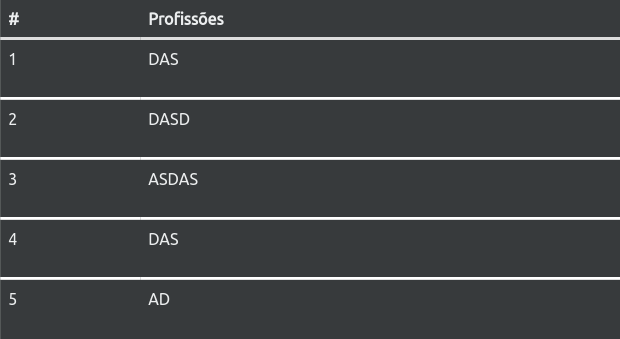 # Profissões
1 DAS
2 DASD
3 ASDAS
4 DAS
5 AD